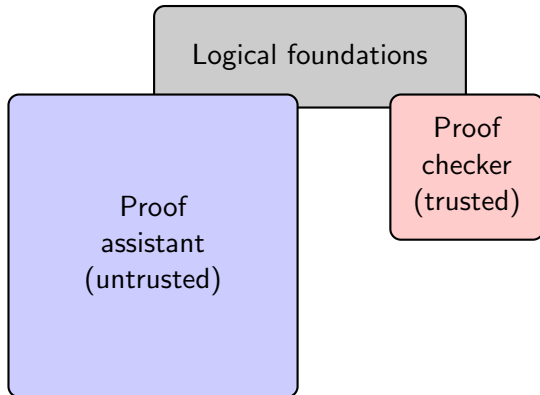 Logical foundations
Proof
checker
(trusted)
Proof
assistant
(untrusted)